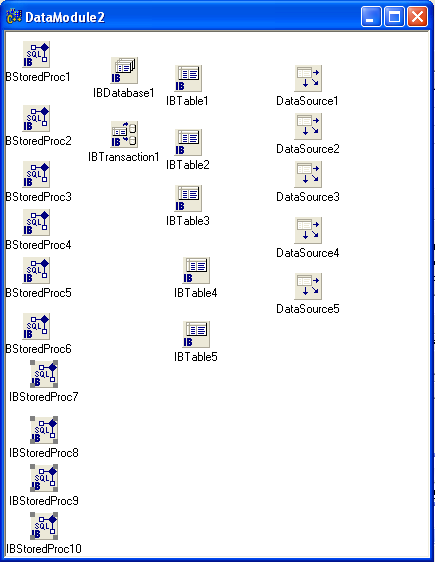 DataModule2
BStoredProc1
IBDatabase1
IBTable1
DataSource1
BStoredProc2
IBTransaction1
IBTable2
DataSource2
BStoredProc3
IBTable3
DataSource3
BStoredProc4
DataSource4
BStoredProc5
IBTable4
DataSource5
BStoredProc6
IBTable5
IBStoredProc7
IBStoredProc8
IBStoredProc9
IBStoredProc10